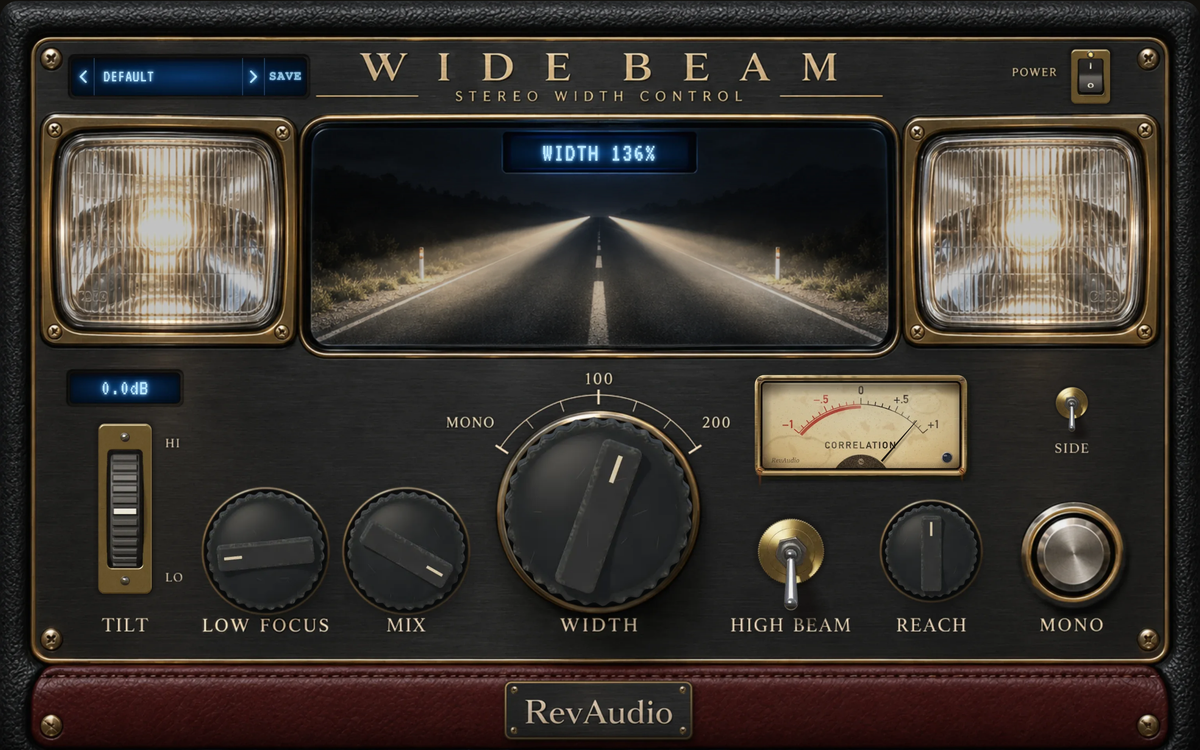 DEFAULT
SAVE
WIDE BEAM
STEREO WIDTH CONTROL
POWER
WIDTH 136%
0.0dB
HI
LO
TILT
LOW FOCUS
MIX
MONO
100
200
WIDTH
-1
-.5
0
+.5
+1
CORRELATION
RevAudio
SIDE
HIGH BEAM
REACH
MONO
RevAudio